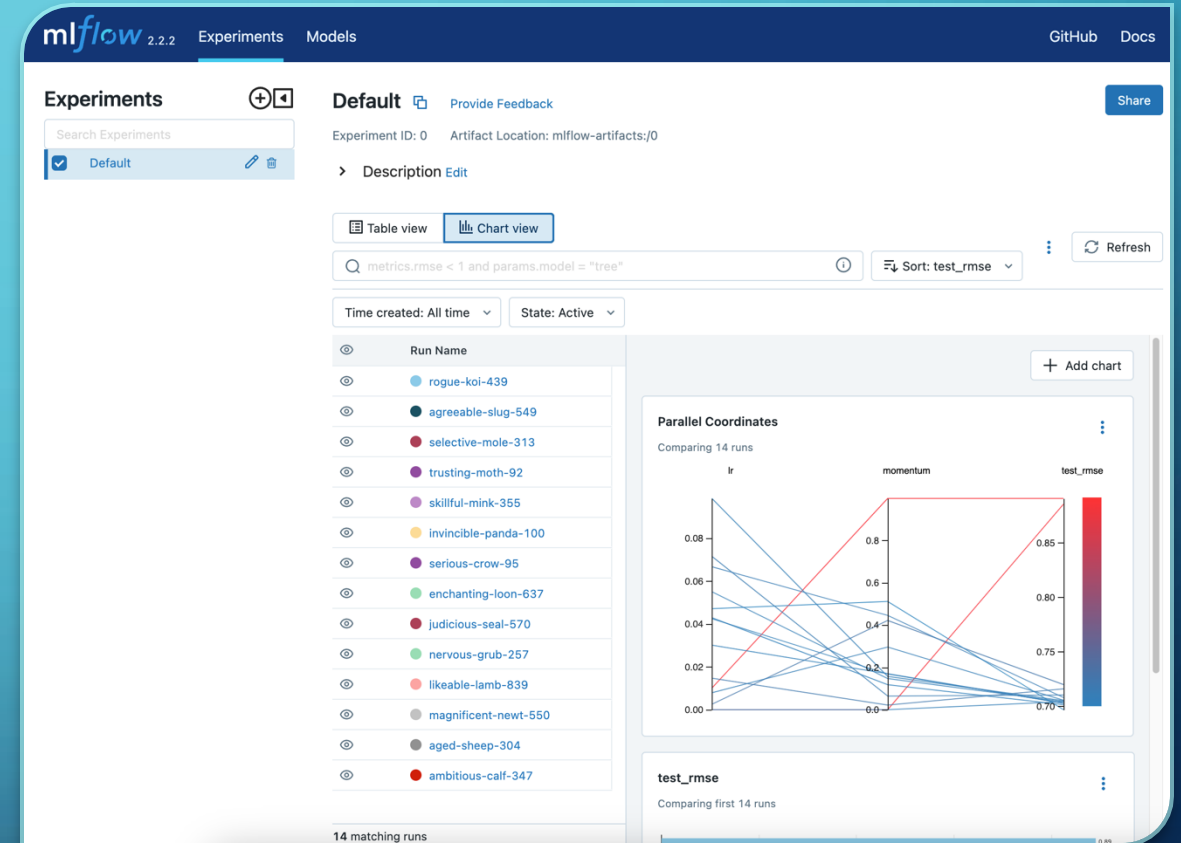 mlflow 2.2.2 Experiments Models GitHub Docs
Experiments
Search Experiments
Default
Default Provide Feedback
Share
Experiment ID: 0 Artifact Location: mlflow-artifacts:/0
Description Edit
Table view Chart view
metrics.rmse < 1 and params.model = "tree"
Sort: test_rmse
Refresh
Time created: All time State: Active
Run Name
rogue-koi-439
agreeable-slug-549
selective-mole-313
trusting-moth-92
skillful-mink-355
invincible-panda-100
serious-crow-95
enchanting-loon-637
judicious-seal-570
nervous-grub-257
likeable-lamb-839
magnificent-newt-550
aged-sheep-304
ambitious-calf-347
14 matching runs
Add chart
Parallel Coordinates
Comparing 14 runs
lr momentum test_rmse
0.08
0.06
0.04
0.02
0.00
0.8
0.6
0.4
0.2
0.0
0.85
0.80
0.75
0.70
test_rmse
Comparing first 14 runs
0.89